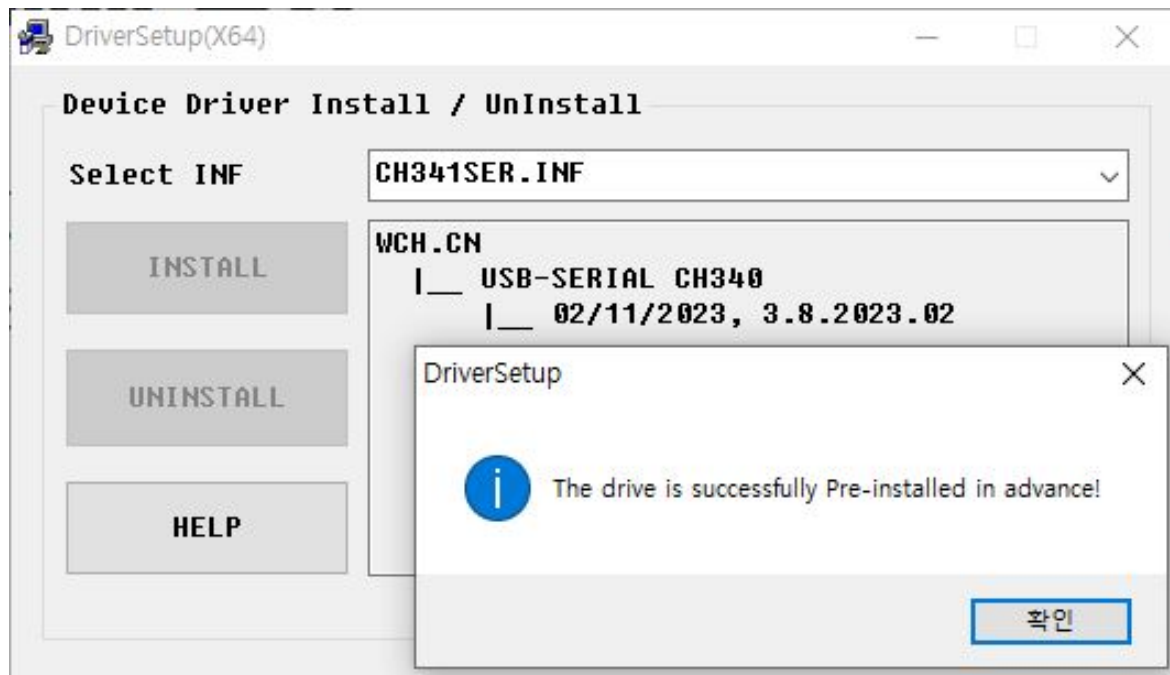 DriverSetup(X64)
Device Driver Install / UnInstall
Select INF
CH341SER.INF
INSTALL
WCH.CN
|__ USB-SERIAL CH340
|__ 02/11/2023, 3.8.2023.02
UNINSTALL
HELP
DriverSetup
The drive is successfully Pre-installed in advance!
확인